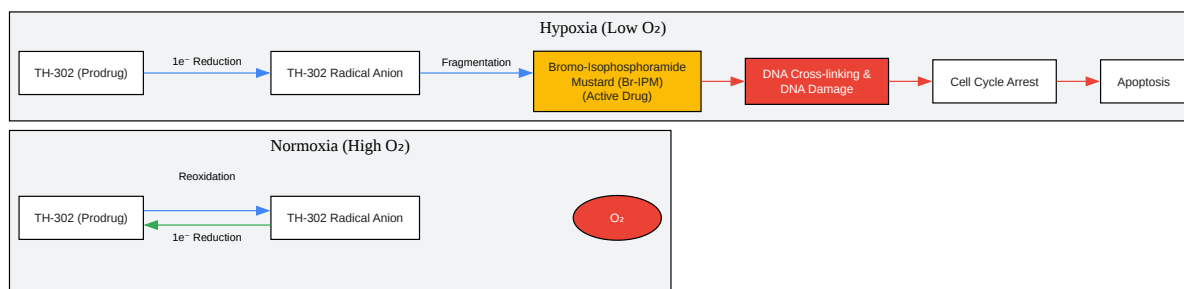 Hypoxia (Low O₂)
TH-302 (Prodrug)
1e⁻ Reduction
TH-302 Radical Anion
Fragmentation
Bromo-Isophosphoramide
Mustard (Br-IPM)
(Active Drug)
DNA Cross-linking &
DNA Damage
Cell Cycle Arrest
Apoptosis
Normoxia (High O₂)
Reoxidation
TH-302 (Prodrug)
TH-302 Radical Anion
O₂
1e⁻ Reduction